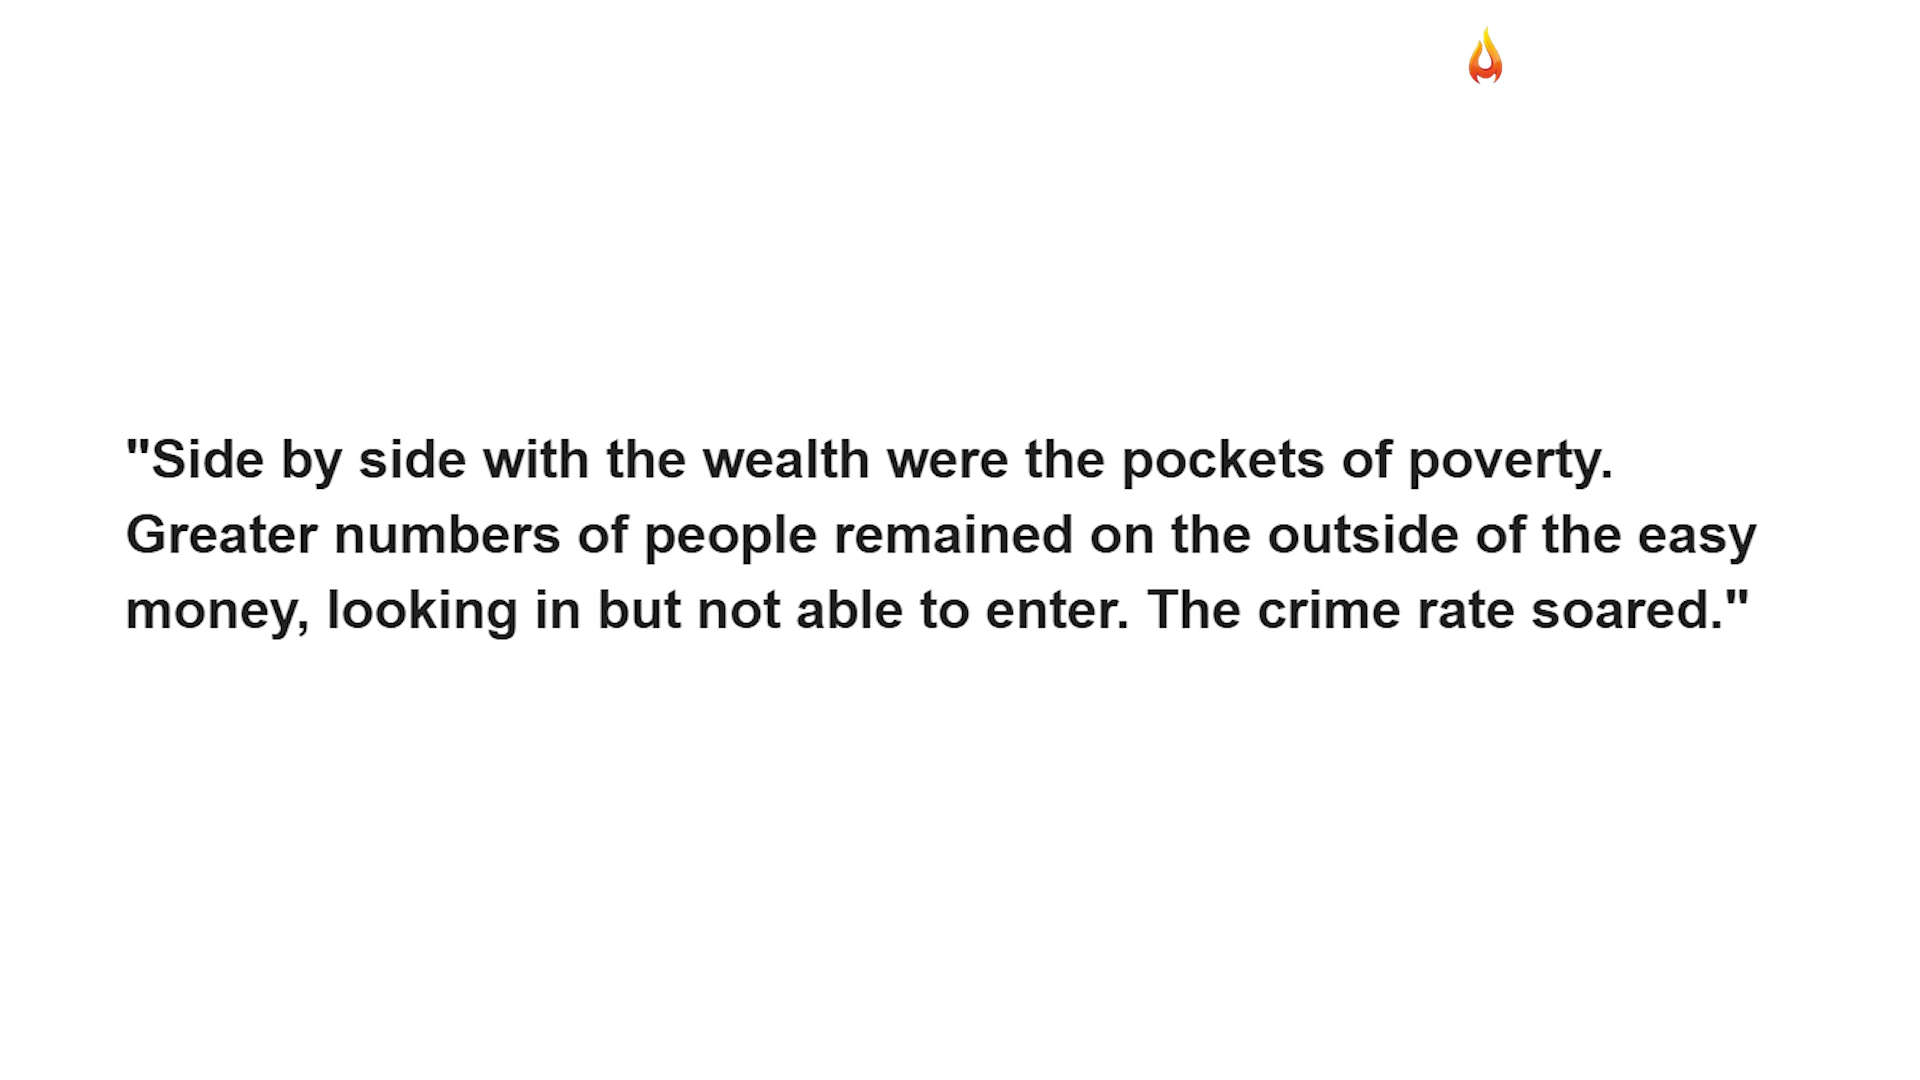 "Side by side with the wealth were the pockets of poverty.
Greater numbers of people remained on the outside of the easy
money, looking in but not able to enter. The crime rate soared."